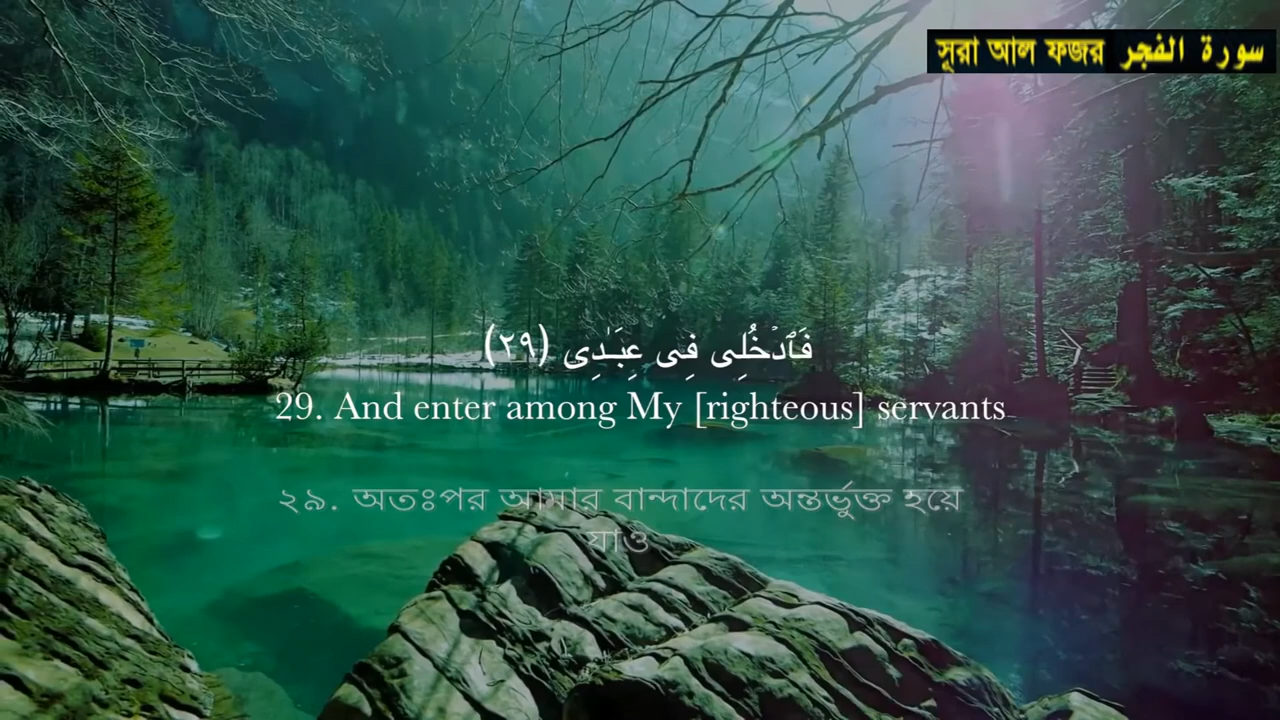 সূরা আল ফজর سورة الفجر
فَٱدۡخُلِی فِی عِبَـٰدِی ﴿٢٩﴾
29. And enter among My [righteous] servants
২৯. অতঃপর আমার বান্দাদের অন্তর্ভুক্ত হয়ে
যাও